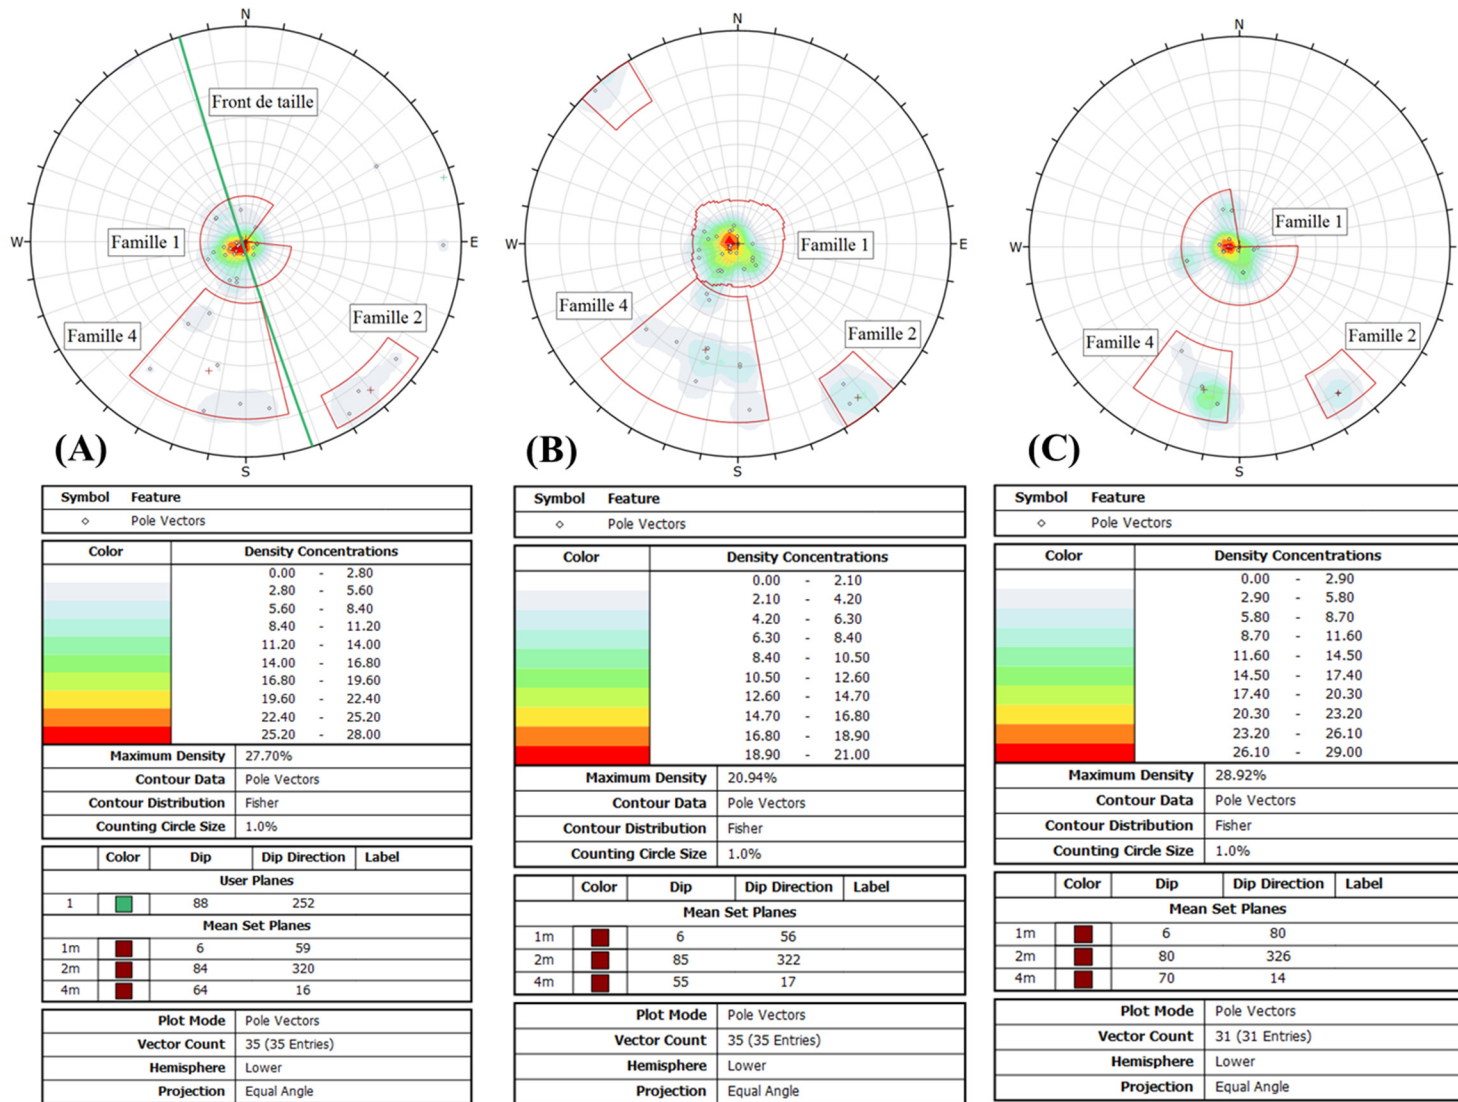 N
Front de taille
W
Famille 1
E
Famille 4
Famille 2
(A)
S
N
W
Famille 1
E
Famille 4
Famille 2
(B)
S
N
W
Famille 1
E
Famille 4
Famille 2
(C)
S
Symbol Feature
Pole Vectors
Color Density Concentrations
0.00 - 2.80
2.80 - 5.60
5.60 - 8.40
8.40 - 11.20
11.20 - 14.00
14.00 - 16.80
16.80 - 19.60
19.60 - 22.40
22.40 - 25.20
25.20 - 28.00
Maximum Density 27.70%
Contour Data Pole Vectors
Contour Distribution Fisher
Counting Circle Size 1.0%
Color Dip Dip Direction Label
User Planes
1 88 252
Mean Set Planes
1m 6 59
2m 84 320
4m 64 16
Plot Mode Pole Vectors
Vector Count 35 (35 Entries)
Hemisphere Lower
Projection Equal Angle
Symbol Feature
Pole Vectors
Color Density Concentrations
0.00 - 2.10
2.10 - 4.20
4.20 - 6.30
6.30 - 8.40
8.40 - 10.50
10.50 - 12.60
12.60 - 14.70
14.70 - 16.80
16.80 - 18.90
18.90 - 21.00
Maximum Density 20.94%
Contour Data Pole Vectors
Contour Distribution Fisher
Counting Circle Size 1.0%
Color Dip Dip Direction Label
Mean Set Planes
1m 6 56
2m 85 322
4m 55 17
Plot Mode Pole Vectors
Vector Count 35 (35 Entries)
Hemisphere Lower
Projection Equal Angle
Symbol Feature
Pole Vectors
Color Density Concentrations
0.00 - 2.90
2.90 - 5.80
5.80 - 8.70
8.70 - 11.60
11.60 - 14.50
14.50 - 17.40
17.40 - 20.30
20.30 - 23.20
23.20 - 26.10
26.10 - 29.00
Maximum Density 28.92%
Contour Data Pole Vectors
Contour Distribution Fisher
Counting Circle Size 1.0%
Color Dip Dip Direction Label
Mean Set Planes
1m 6 80
2m 80 326
4m 70 14
Plot Mode Pole Vectors
Vector Count 31 (31 Entries)
Hemisphere Lower
Projection Equal Angle